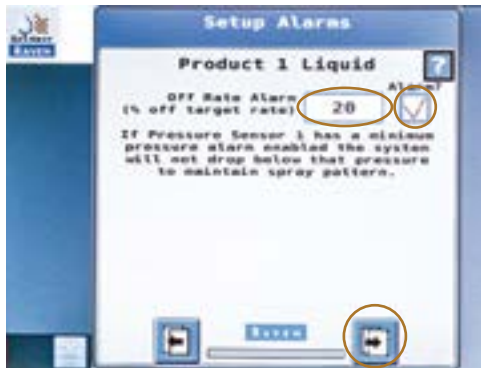 Setup Alarms
RAVEN
Product 1 Liquid
?
Alarm?
Off Rate Alarm
(% off target rate)
20
If Pressure Sensor 1 has a minimum
pressure alarm enabled the system
will not drop below that pressure
to maintain spray pattern.
RAVEN